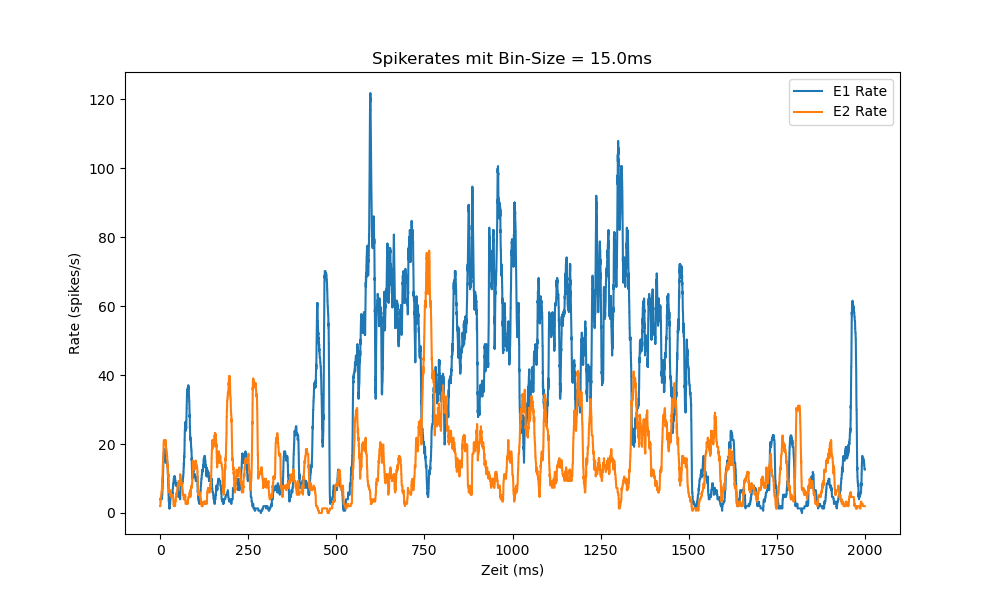 Spikerates mit Bin-Size = 15.0ms
E1 Rate
E2 Rate
120
100
80
60
40
20
0
Rate (spikes/s)
0 250 500 750 1000 1250 1500 1750 2000
Zeit (ms)